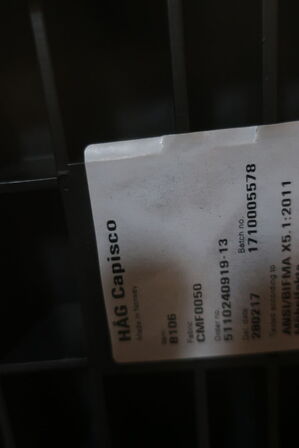 HÅG Capisco
Made in Norway
Item
8106
Fabric
CMF0050
Order no
5110240919-13
Batch no
1710005578
Del. date
280217
Tested according to
ANSI/BIFMA X5.1:2011